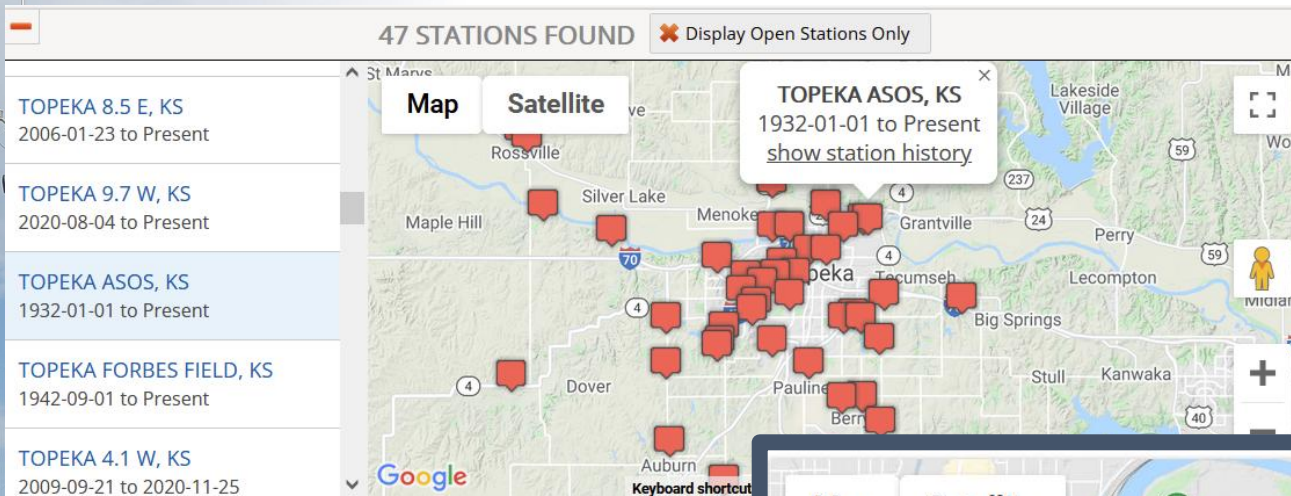 47 STATIONS FOUND
Display Open Stations Only
TOPEKA 8.5 E, KS
2006-01-23 to Present
TOPEKA 9.7 W, KS
2020-08-04 to Present
TOPEKA ASOS, KS
1932-01-01 to Present
TOPEKA FORBES FIELD, KS
1942-09-01 to Present
TOPEKA 4.1 W, KS
2009-09-21 to 2020-11-25
Map
Satellite
TOPEKA ASOS, KS
1932-01-01 to Present
show station history
St Marys
Lakeside
Village
Rossville
59
237
Silver Lake
4
Maple Hill
Menoke
Grantville
24
Perry
70
59
4
peka
Tecumseh
Lecompton
4
Big Springs
4
Dover
Pauline
Stull
Kanwaka
40
Berry
Auburn
Google
Keyboard shortcut